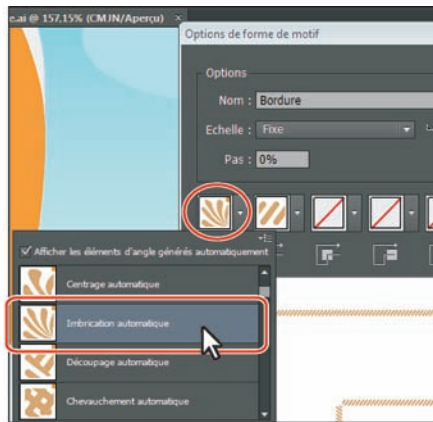 e.ai @ 157,15% (CMJN/Aperçu) ×
Options de forme de motif
Options
Nom : Bordure
Echelle : Fixe
Pas : 0%
✓ Afficher les éléments d'angle générés automatiquement
Centrage automatique
Imbrication automatique
Découpage automatique
Chevauchement automatique